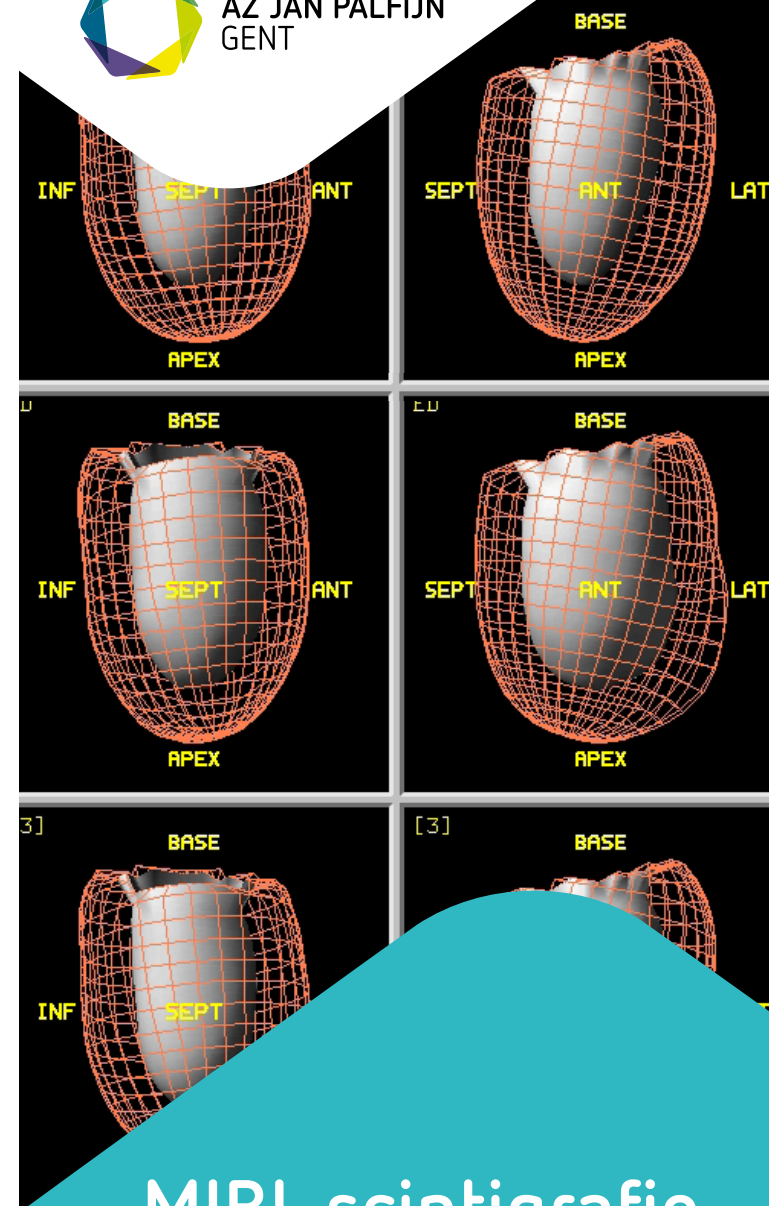 AZ JAN PALFIJN
GENT
BASE
INF SEPT ANT
SEPT ANT LAT
APEX
APEX
ED
BASE
BASE
INF SEPT ANT
SEPT ANT LAT
APEX
APEX
3]
[3]
BASE
BASE
INF SEPT
MIBI-scintigrafie